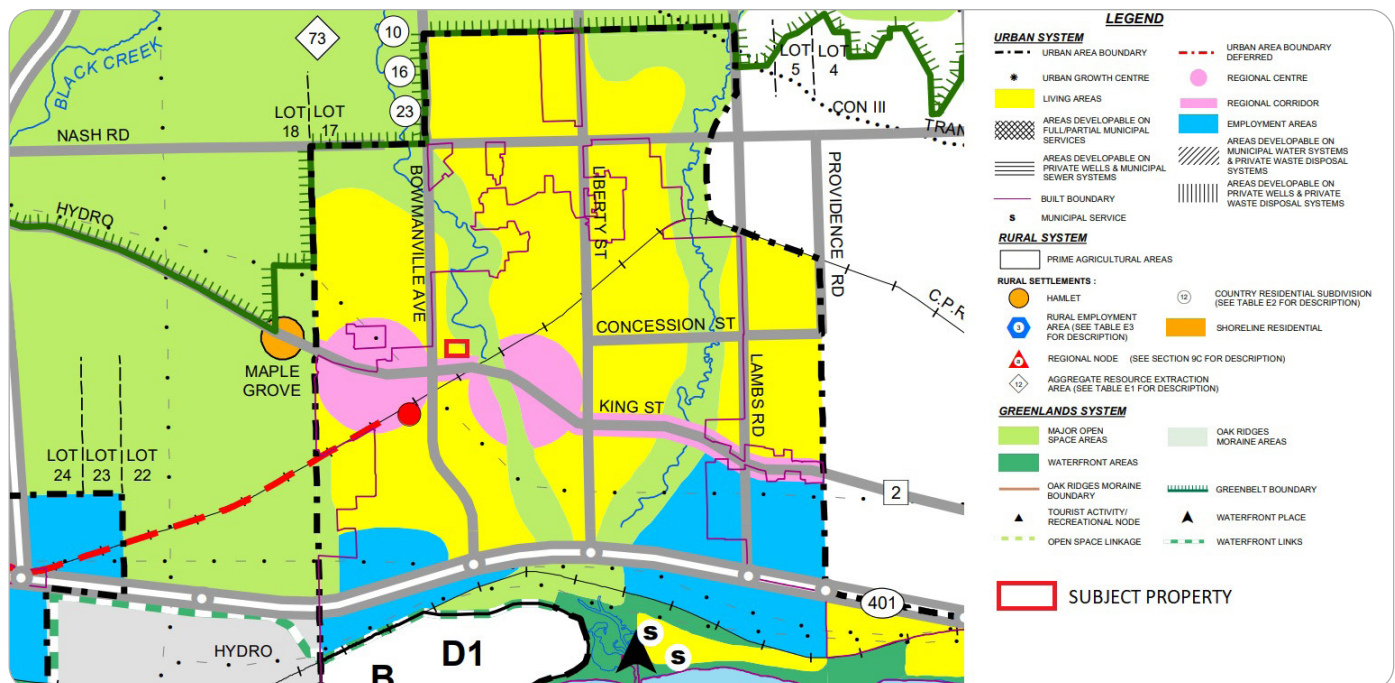 BLACK CREEK
73
10
16
23
LOT
5
LOT
4
CON III
LOT
18
LOT
17
NASH RD
HYDRO
BOWMANVILLE AVE
LIBERTY ST
PROVIDENCE RD
C.P.R
CONCESSION ST
MAPLE
GROVE
KING ST
LAMBS RD
LOT
24
LOT
23
LOT
22
2
401
HYDRO
D1
B
S
S
LEGEND
URBAN SYSTEM
URBAN AREA BOUNDARY
URBAN AREA BOUNDARY
DEFERRED
URBAN GROWTH CENTRE
REGIONAL CENTRE
LIVING AREAS
REGIONAL CORRIDOR
AREAS DEVELOPABLE ON
FULL/PARTIAL MUNICIPAL
SERVICES
EMPLOYMENT AREAS
AREAS DEVELOPABLE ON
MUNICIPAL WATER SYSTEMS
& PRIVATE WASTE DISPOSAL
SYSTEMS
AREAS DEVELOPABLE ON
PRIVATE WELLS & MUNICIPAL
SEWER SYSTEMS
AREAS DEVELOPABLE ON
PRIVATE WELLS & PRIVATE
WASTE DISPOSAL SYSTEMS
BUILT BOUNDARY
S MUNICIPAL SERVICE
RURAL SYSTEM
PRIME AGRICULTURAL AREAS
RURAL SETTLEMENTS :
HAMLET
12 COUNTRY RESIDENTIAL SUBDIVISION
(SEE TABLE E2 FOR DESCRIPTION)
3 RURAL EMPLOYMENT
AREA (SEE TABLE E3
FOR DESCRIPTION)
SHORELINE RESIDENTIAL
a REGIONAL NODE (SEE SECTION 9C FOR DESCRIPTION)
12 AGGREGATE RESOURCE EXTRACTION
AREA (SEE TABLE E1 FOR DESCRIPTION)
GREENLANDS SYSTEM
MAJOR OPEN
SPACE AREAS
OAK RIDGES
MORAINE AREAS
WATERFRONT AREAS
OAK RIDGES MORAINE
BOUNDARY
GREENBELT BOUNDARY
TOURIST ACTIVITY/
RECREATIONAL NODE
WATERFRONT PLACE
OPEN SPACE LINKAGE
WATERFRONT LINKS
SUBJECT PROPERTY